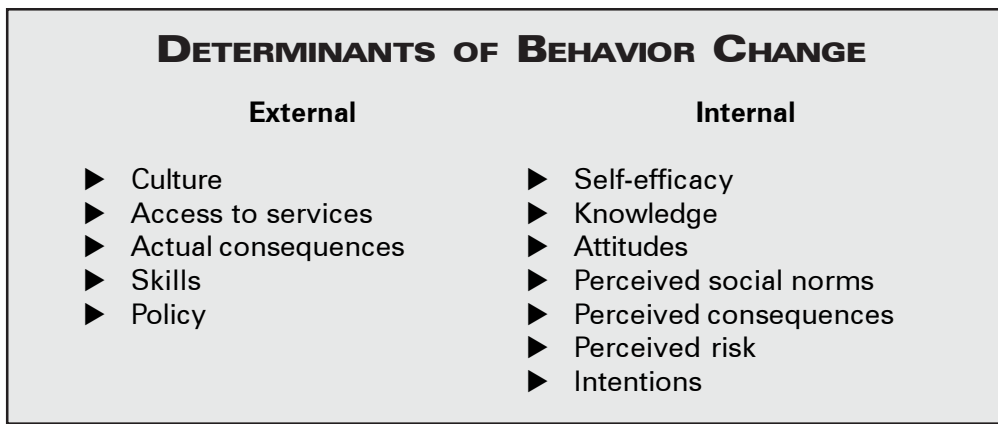 DETERMINANTS OF BEHAVIOR CHANGE
External
▶ Culture
▶ Access to services
▶ Actual consequences
▶ Skills
▶ Policy
Internal
▶ Self-efficacy
▶ Knowledge
▶ Attitudes
▶ Perceived social norms
▶ Perceived consequences
▶ Perceived risk
▶ Intentions